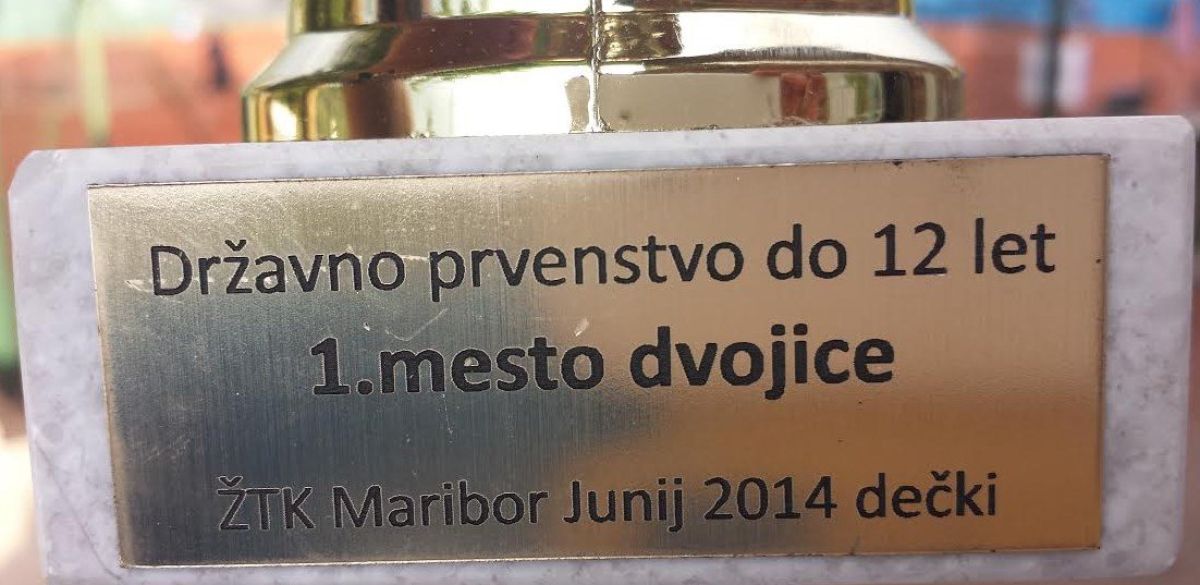 Državno prvenstvo do 12 let
1.mesto dvojice
ŽTK Maribor Junij 2014 dečki